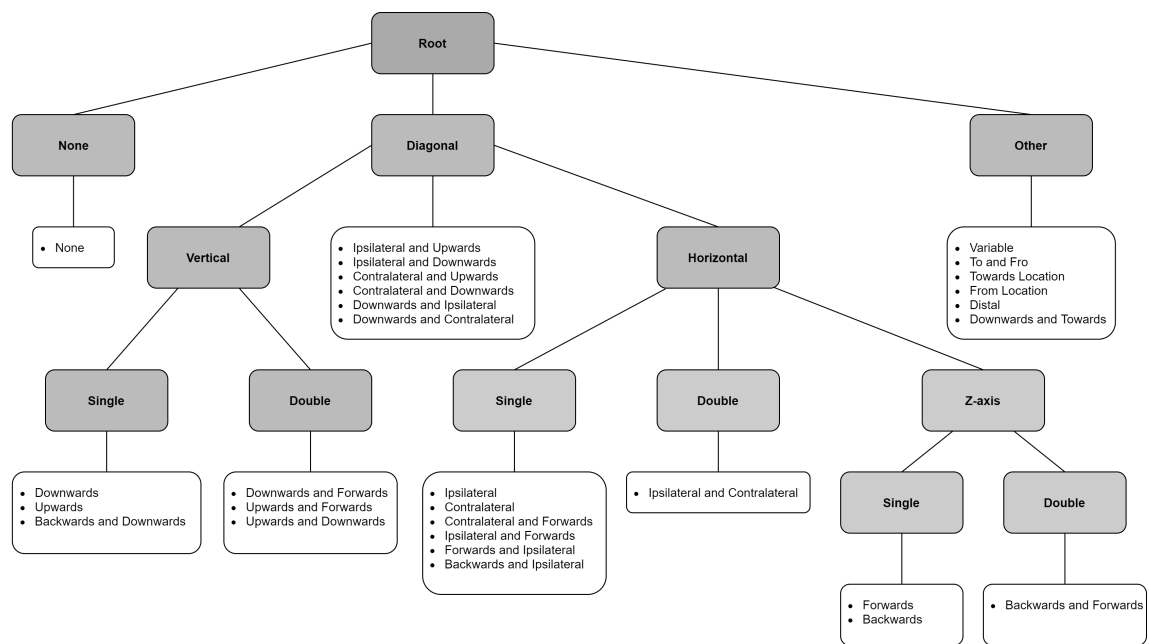 Root
None
Diagonal
Other
None
Vertical
Ipsilateral and Upwards
Ipsilateral and Downwards
Contralateral and Upwards
Contralateral and Downwards
Downwards and Ipsilateral
Downwards and Contralateral
Horizontal
Variable
To and Fro
Towards Location
From Location
Distal
Downwards and Towards
Single
Double
Single
Double
Z-axis
Downwards
Upwards
Backwards and Downwards
Downwards and Forwards
Upwards and Forwards
Upwards and Downwards
Ipsilateral
Contralateral
Contralateral and Forwards
Ipsilateral and Forwards
Forwards and Ipsilateral
Backwards and Ipsilateral
Ipsilateral and Contralateral
Single
Double
Forwards
Backwards
Backwards and Forwards